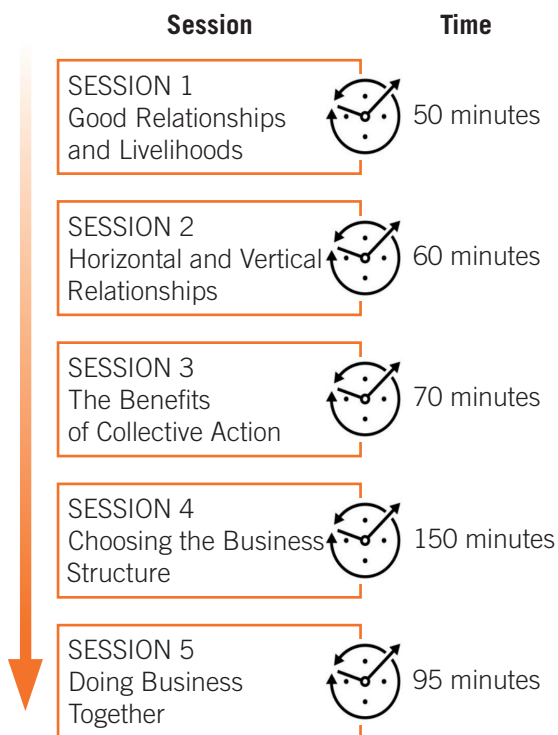 Session Time
SESSION 1
Good Relationships
and Livelihoods
50 minutes
SESSION 2
Horizontal and Vertical
Relationships
60 minutes
SESSION 3
The Benefits
of Collective Action
70 minutes
SESSION 4
Choosing the Business
Structure
150 minutes
SESSION 5
Doing Business
Together
95 minutes